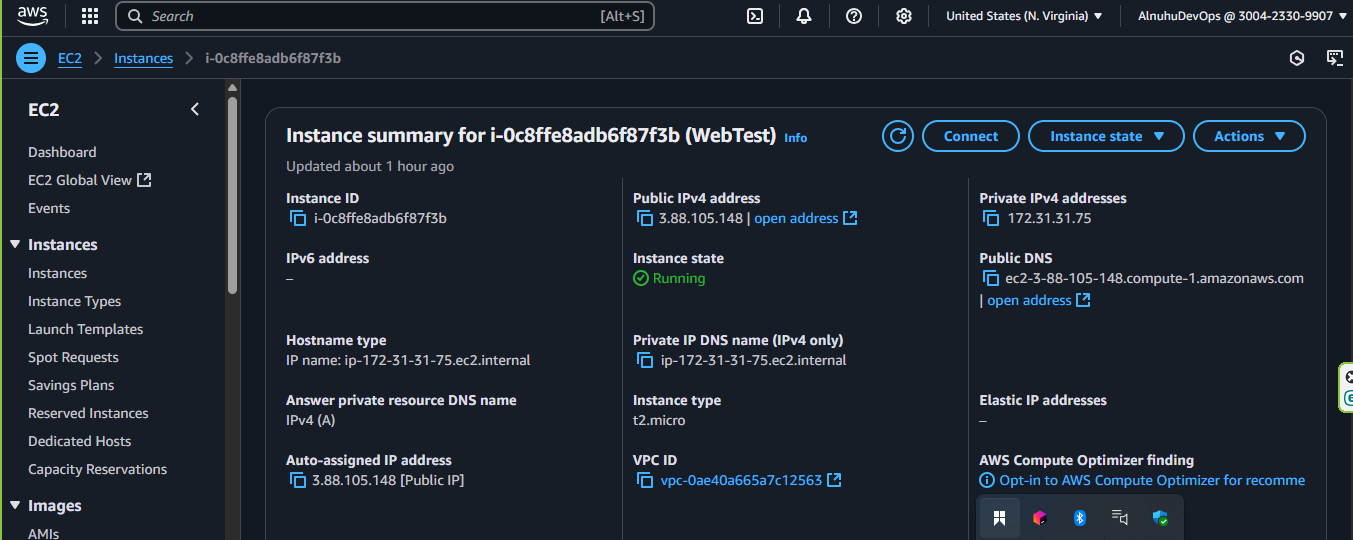 aws
Search [Alt+S]
United States (N. Virginia)
AlnuhuDevOps @ 3004-2330-9907
EC2 Instances i-0c8ffe8adb6f87f3b
EC2
Dashboard
EC2 Global View
Events
Instances
Instances
Instance Types
Launch Templates
Spot Requests
Savings Plans
Reserved Instances
Dedicated Hosts
Capacity Reservations
Images
AMIs
Instance summary for i-0c8ffe8adb6f87f3b (WebTest) Info
Updated about 1 hour ago
Connect
Instance state
Actions
Instance ID
i-0c8ffe8adb6f87f3b
Public IPv4 address
3.88.105.148 | open address
Private IPv4 addresses
172.31.31.75
IPv6 address
–
Instance state
Running
Public DNS
ec2-3-88-105-148.compute-1.amazonaws.com
| open address
Hostname type
IP name: ip-172-31-31-75.ec2.internal
Private IP DNS name (IPv4 only)
ip-172-31-31-75.ec2.internal
Answer private resource DNS name
IPv4 (A)
Instance type
t2.micro
Elastic IP addresses
–
Auto-assigned IP address
3.88.105.148 [Public IP]
VPC ID
vpc-0ae40a665a7c12563
AWS Compute Optimizer finding
Opt-in to AWS Compute Optimizer for recomme